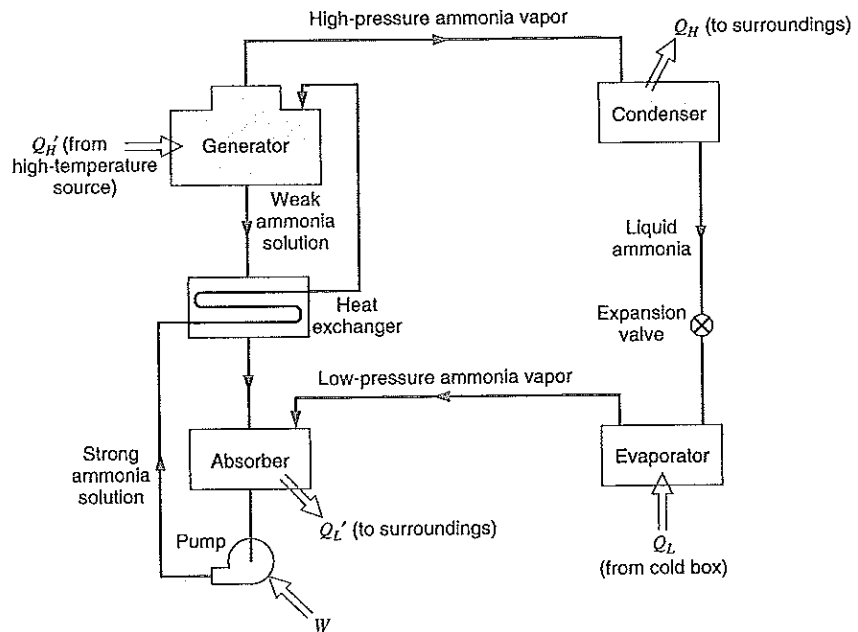 High-pressure ammonia vapor
Q_H (to surroundings)
Condenser
Q_H′ (from
high-temperature
source)
Generator
Weak
ammonia
solution
Liquid
ammonia
Heat
exchanger
Expansion
valve
Low-pressure ammonia vapor
Strong
ammonia
solution
Absorber
Evaporator
Q_L′ (to surroundings)
Pump
Q_L
(from cold box)
W